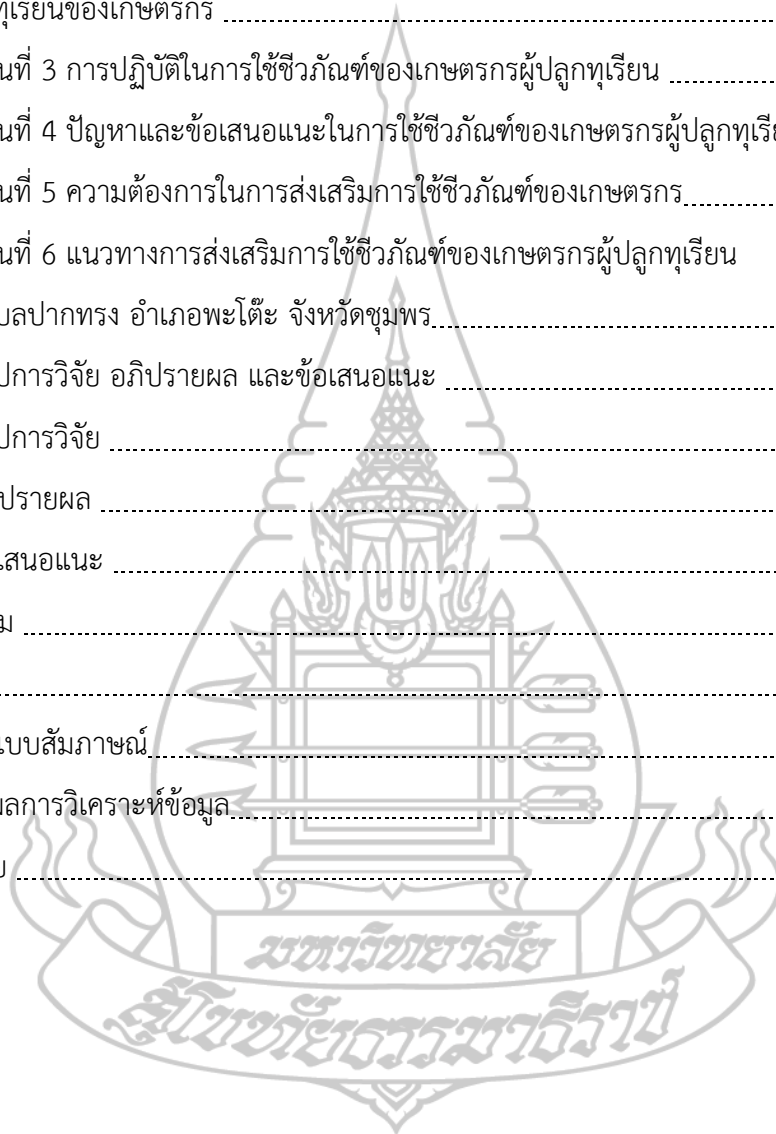 ทุเรียนของเกษตรกร
นที่ 3 การปฏิบัติในการใช้ชีวภัณฑ์ของเกษตรกรผู้ปลูกทุเรียน
นที่ 4 ปัญหาและข้อเสนอแนะในการใช้ชีวภัณฑ์ของเกษตรกรผู้ปลูกทุเรีย
นที่ 5 ความต้องการในการส่งเสริมการใช้ชีวภัณฑ์ของเกษตรกร
นที่ 6 แนวทางการส่งเสริมการใช้ชีวภัณฑ์ของเกษตรกรผู้ปลูกทุเรียน
บลปากทรง อำเภอพะโต๊ะ จังหวัดชุมพร
ปการวิจัย อภิปรายผล และข้อเสนอแนะ
ปการวิจัย
ปรายผล
เสนอแนะ
ม
แบบสัมภาษณ์
ผลการวิเคราะห์ข้อมูล
ย
มหาวิทยาลัย
สุโขทัยธรรมาธิราช